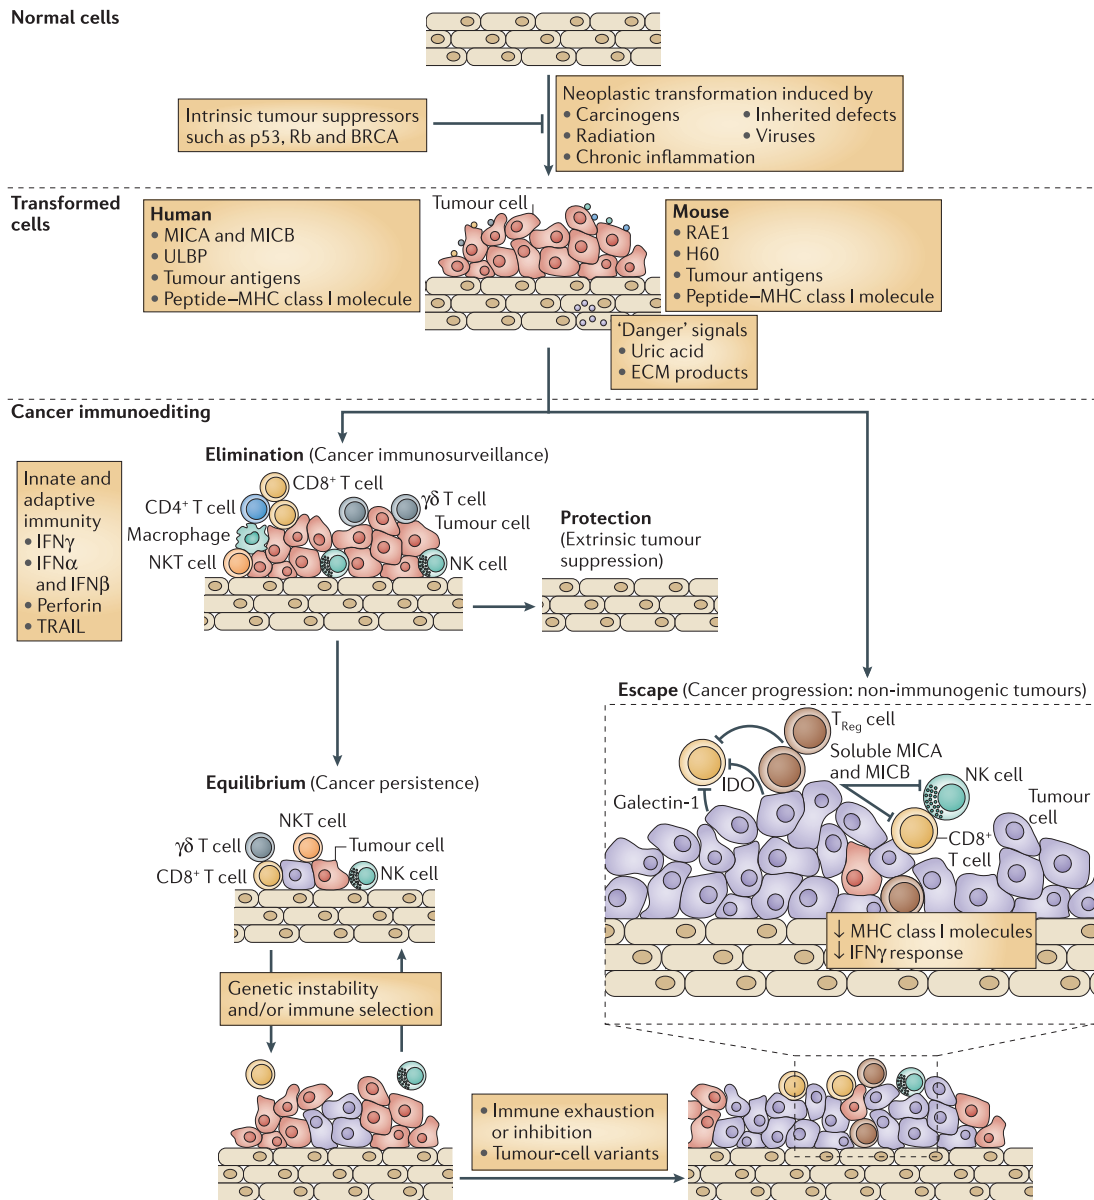 Normal cells
Intrinsic tumour suppressors
such as p53, Rb and BRCA
Neoplastic transformation induced by
• Carcinogens
• Radiation
• Chronic inflammation
• Inherited defects
• Viruses
Transformed
cells
Human
• MICA and MICB
• ULBP
• Tumour antigens
• Peptide–MHC class I molecule
Tumour cell
Mouse
• RAE1
• H60
• Tumour antigens
• Peptide–MHC class I molecule
'Danger' signals
• Uric acid
• ECM products
Cancer immunoediting
Elimination (Cancer immunosurveillance)
Innate and
adaptive
immunity
• IFNγ
• IFNα
and IFNβ
• Perforin
• TRAIL
CD8⁺ T cell
CD4⁺ T cell
Macrophage
NKT cell
γδ T cell
Tumour cell
NK cell
Protection
(Extrinsic tumour
suppression)
Escape (Cancer progression: non-immunogenic tumours)
T Reg cell
Soluble MICA
and MICB
NK cell
IDO
Galectin-1
Tumour
cell
CD8⁺
T cell
↓ MHC class I molecules
↓ IFNγ response
Equilibrium (Cancer persistence)
NKT cell
γδ T cell
Tumour cell
CD8⁺ T cell
NK cell
Genetic instability
and/or immune selection
• Immune exhaustion
or inhibition
• Tumour-cell variants